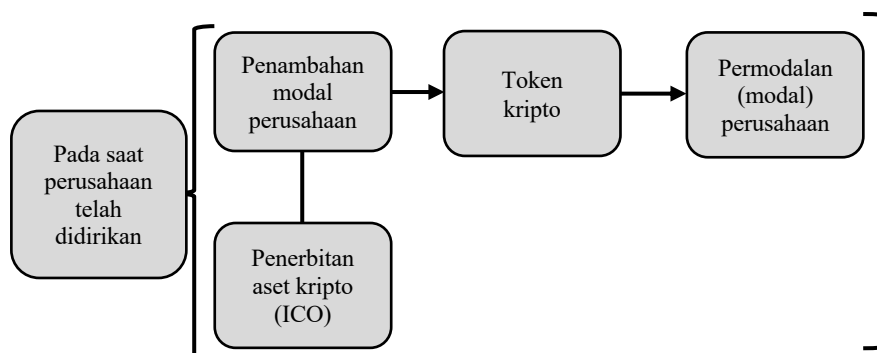 Pada saat
perusahaan
telah
didirikan
Penambahan
modal
perusahaan
Token
kripto
Permodalan
(modal)
perusahaan
Penerbitan
aset kripto
(ICO)